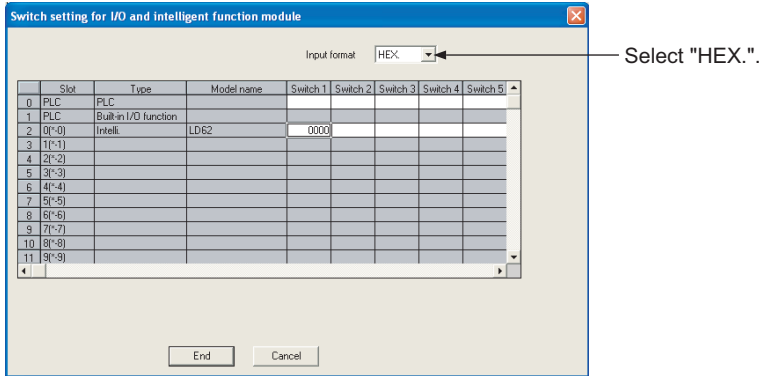 Switch setting for I/O and intelligent function module
Input format HEX. Select "HEX.".
Slot Type Model name Switch 1 Switch 2 Switch 3 Switch 4 Switch 5
0 PLC PLC
1 PLC Built-in I/O function
2 0(*-0) Intelli. LD62 0000
3 1(*-1)
4 2(*-2)
5 3(*-3)
6 4(*-4)
7 5(*-5)
8 6(*-6)
9 7(*-7)
10 8(*-8)
11 9(*-9)
End Cancel